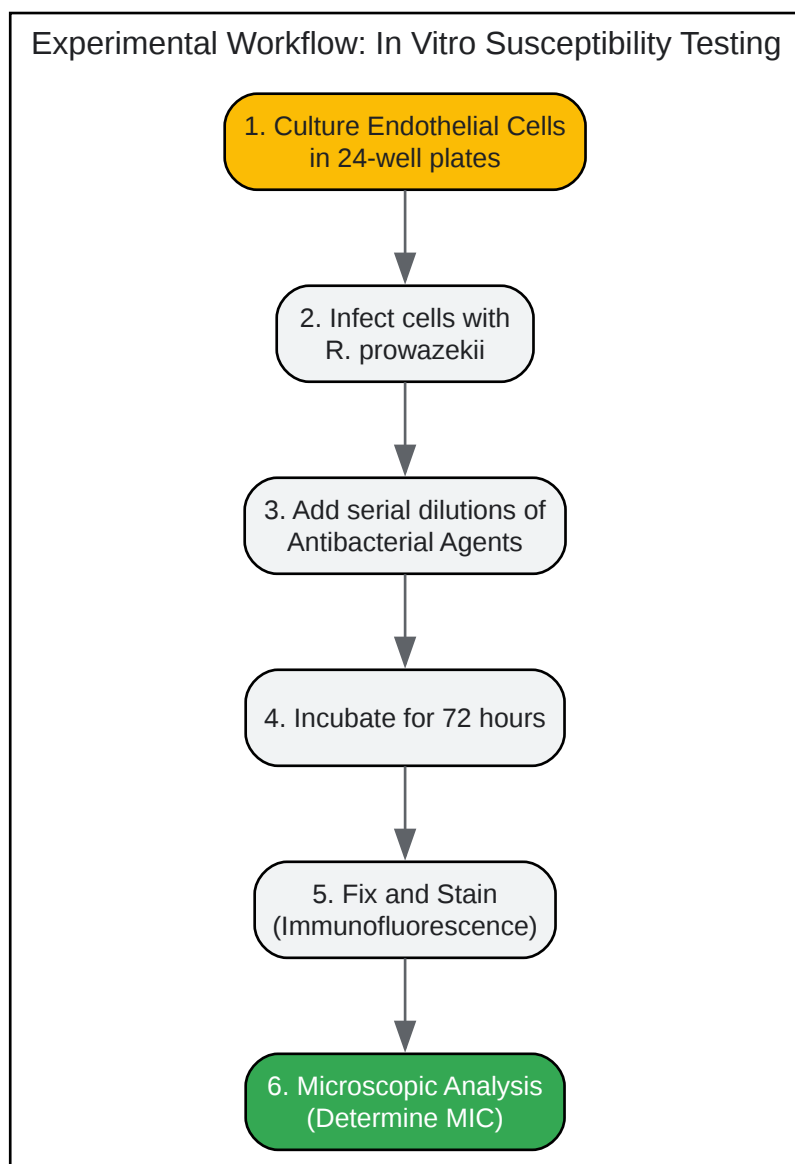 Experimental Workflow: In Vitro Susceptibility Testing
1. Culture Endothelial Cells
in 24-well plates
2. Infect cells with
R. prowazekii
3. Add serial dilutions of
Antibacterial Agents
4. Incubate for 72 hours
5. Fix and Stain
(Immunofluorescence)
6. Microscopic Analysis
(Determine MIC)